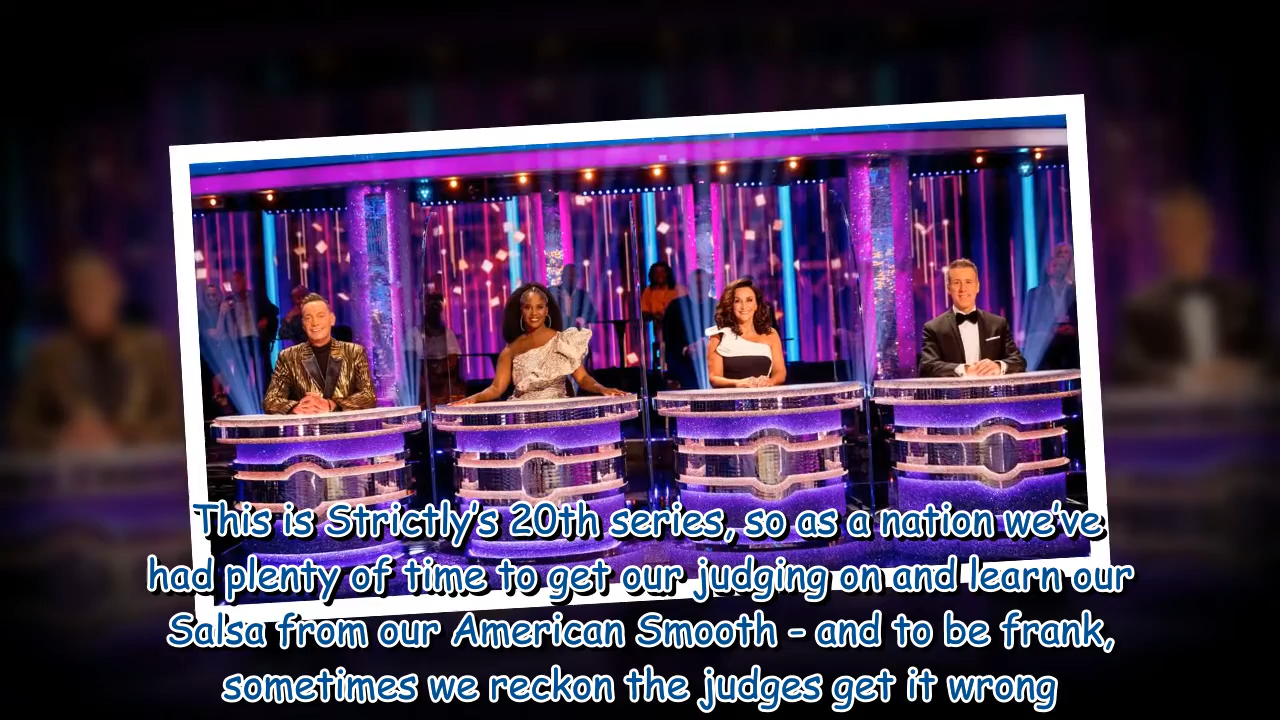 This is Strictly's 20th series, so as a nation we've
had plenty of time to get our judging on and learn our
Salsa from our American Smooth - and to be frank,
sometimes we reckon the judges get it wrong